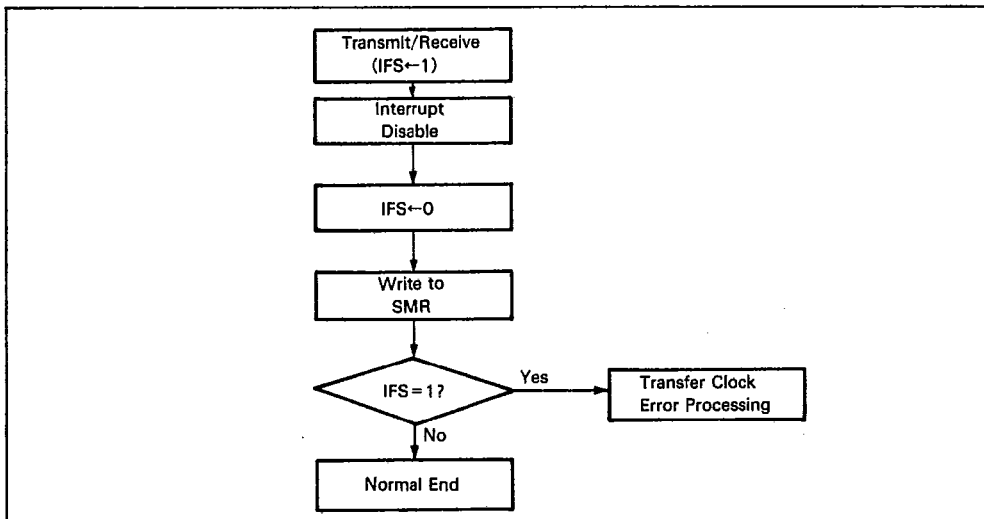 Transmit/Receive
(IFS←1)
Interrupt
Disable
IFS←0
Write to
SMR
IFS=1?
Yes
Transfer Clock
Error Processing
No
Normal End